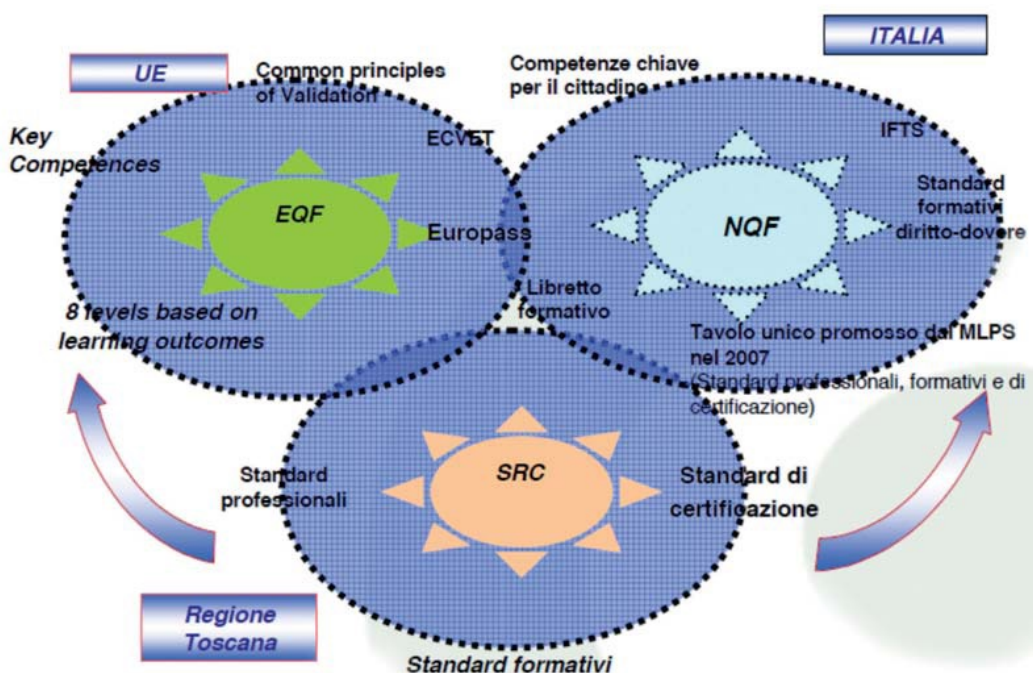 UE
ITALIA
Common principles
of Validation
Competenze chiave
per il cittadino
Key
Competences
ECVET
IFTS
EQF
Europass
NQF
Standard
formativi
diritto-dovere
8 levels based on
learning outcomes
Libretto
formativo
Tavolo unico promosso dal MLPS
nel 2007
(Standard professionali, formativi e di
certificazione)
Standard
professionali
SRC
Standard di
certificazione
Regione
Toscana
Standard formativi